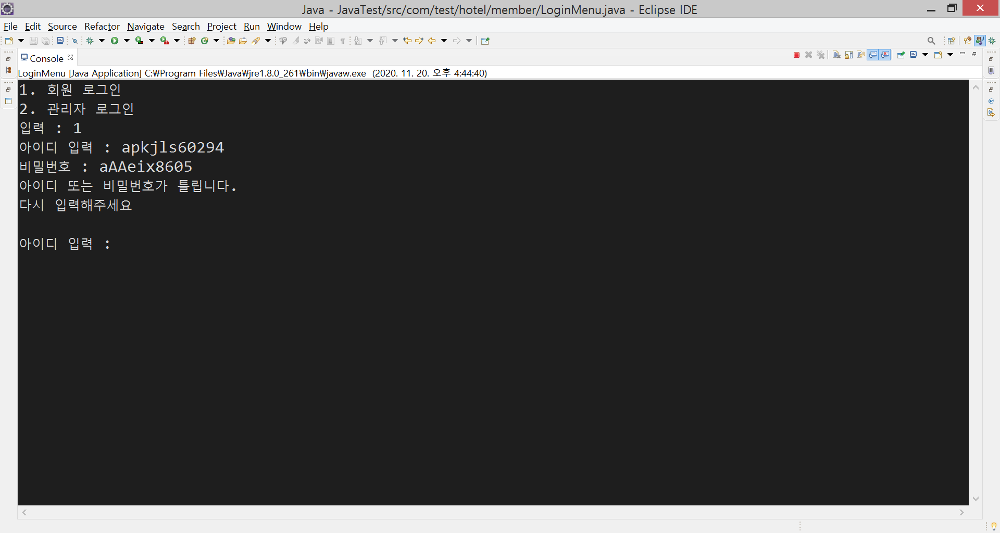 Java - JavaTest/src/com/test/hotel/member/LoginMenu.java - Eclipse IDE
File Edit Source Refactor Navigate Search Project Run Window Help
Console
LoginMenu [Java Application] C:₩Program Files₩Java₩jre1.8.0_261₩bin₩javaw.exe (2020. 11. 20. 오후 4:44:40)
1. 회원 로그인
2. 관리자 로그인
입력 : 1
아이디 입력 : apkjls60294
비밀번호 : aAAeix8605
아이디 또는 비밀번호가 틀립니다.
다시 입력해주세요
아이디 입력 :